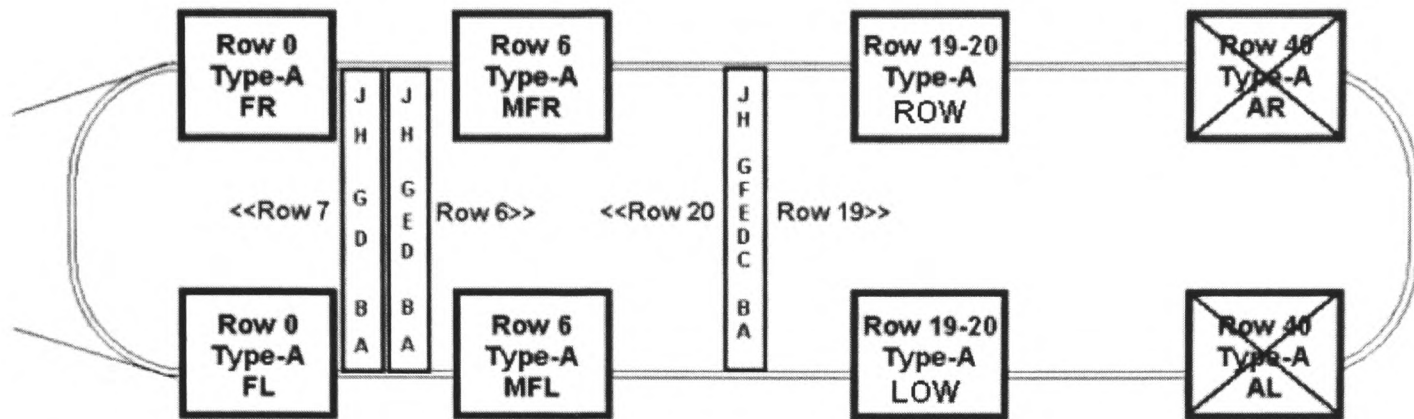 Row 0
Type-A
FR
Row 6
Type-A
MFR
Row 19-20
Type-A
ROW
Row 40
Type-A
AR
J
H
G
D
B
A
J
H
G
E
D
B
A
J
H
G
F
E
D
C
B
A
<<Row 7
Row 6>>
<<Row 20
Row 19>>
Row 0
Type-A
FL
Row 6
Type-A
MFL
Row 19-20
Type-A
LOW
Row 40
Type-A
AL